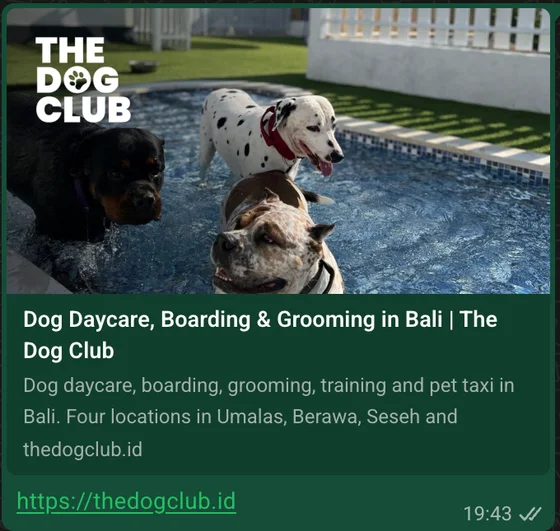 THE
DOG
CLUB
Dog Daycare, Boarding & Grooming in Bali | The
Dog Club
Dog daycare, boarding, grooming, training and pet taxi in
Bali. Four locations in Umalas, Berawa, Seseh and
thedogclub.id
https://thedogclub.id
19:43